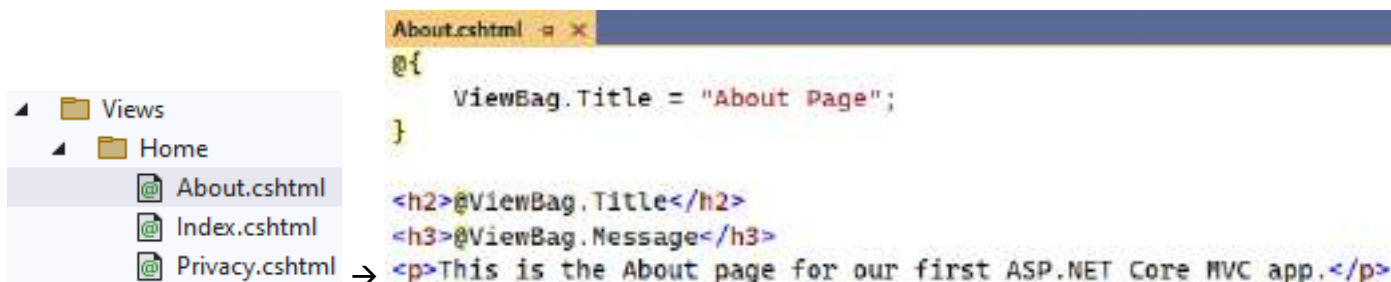 Views
Home
About.cshtml
Index.cshtml
Privacy.cshtml →
About.cshtml
@{
ViewBag.Title = "About Page";
}
<h2>@ViewBag.Title</h2>
<h3>@ViewBag.Message</h3>
<p>This is the About page for our first ASP.NET Core MVC app.</p>